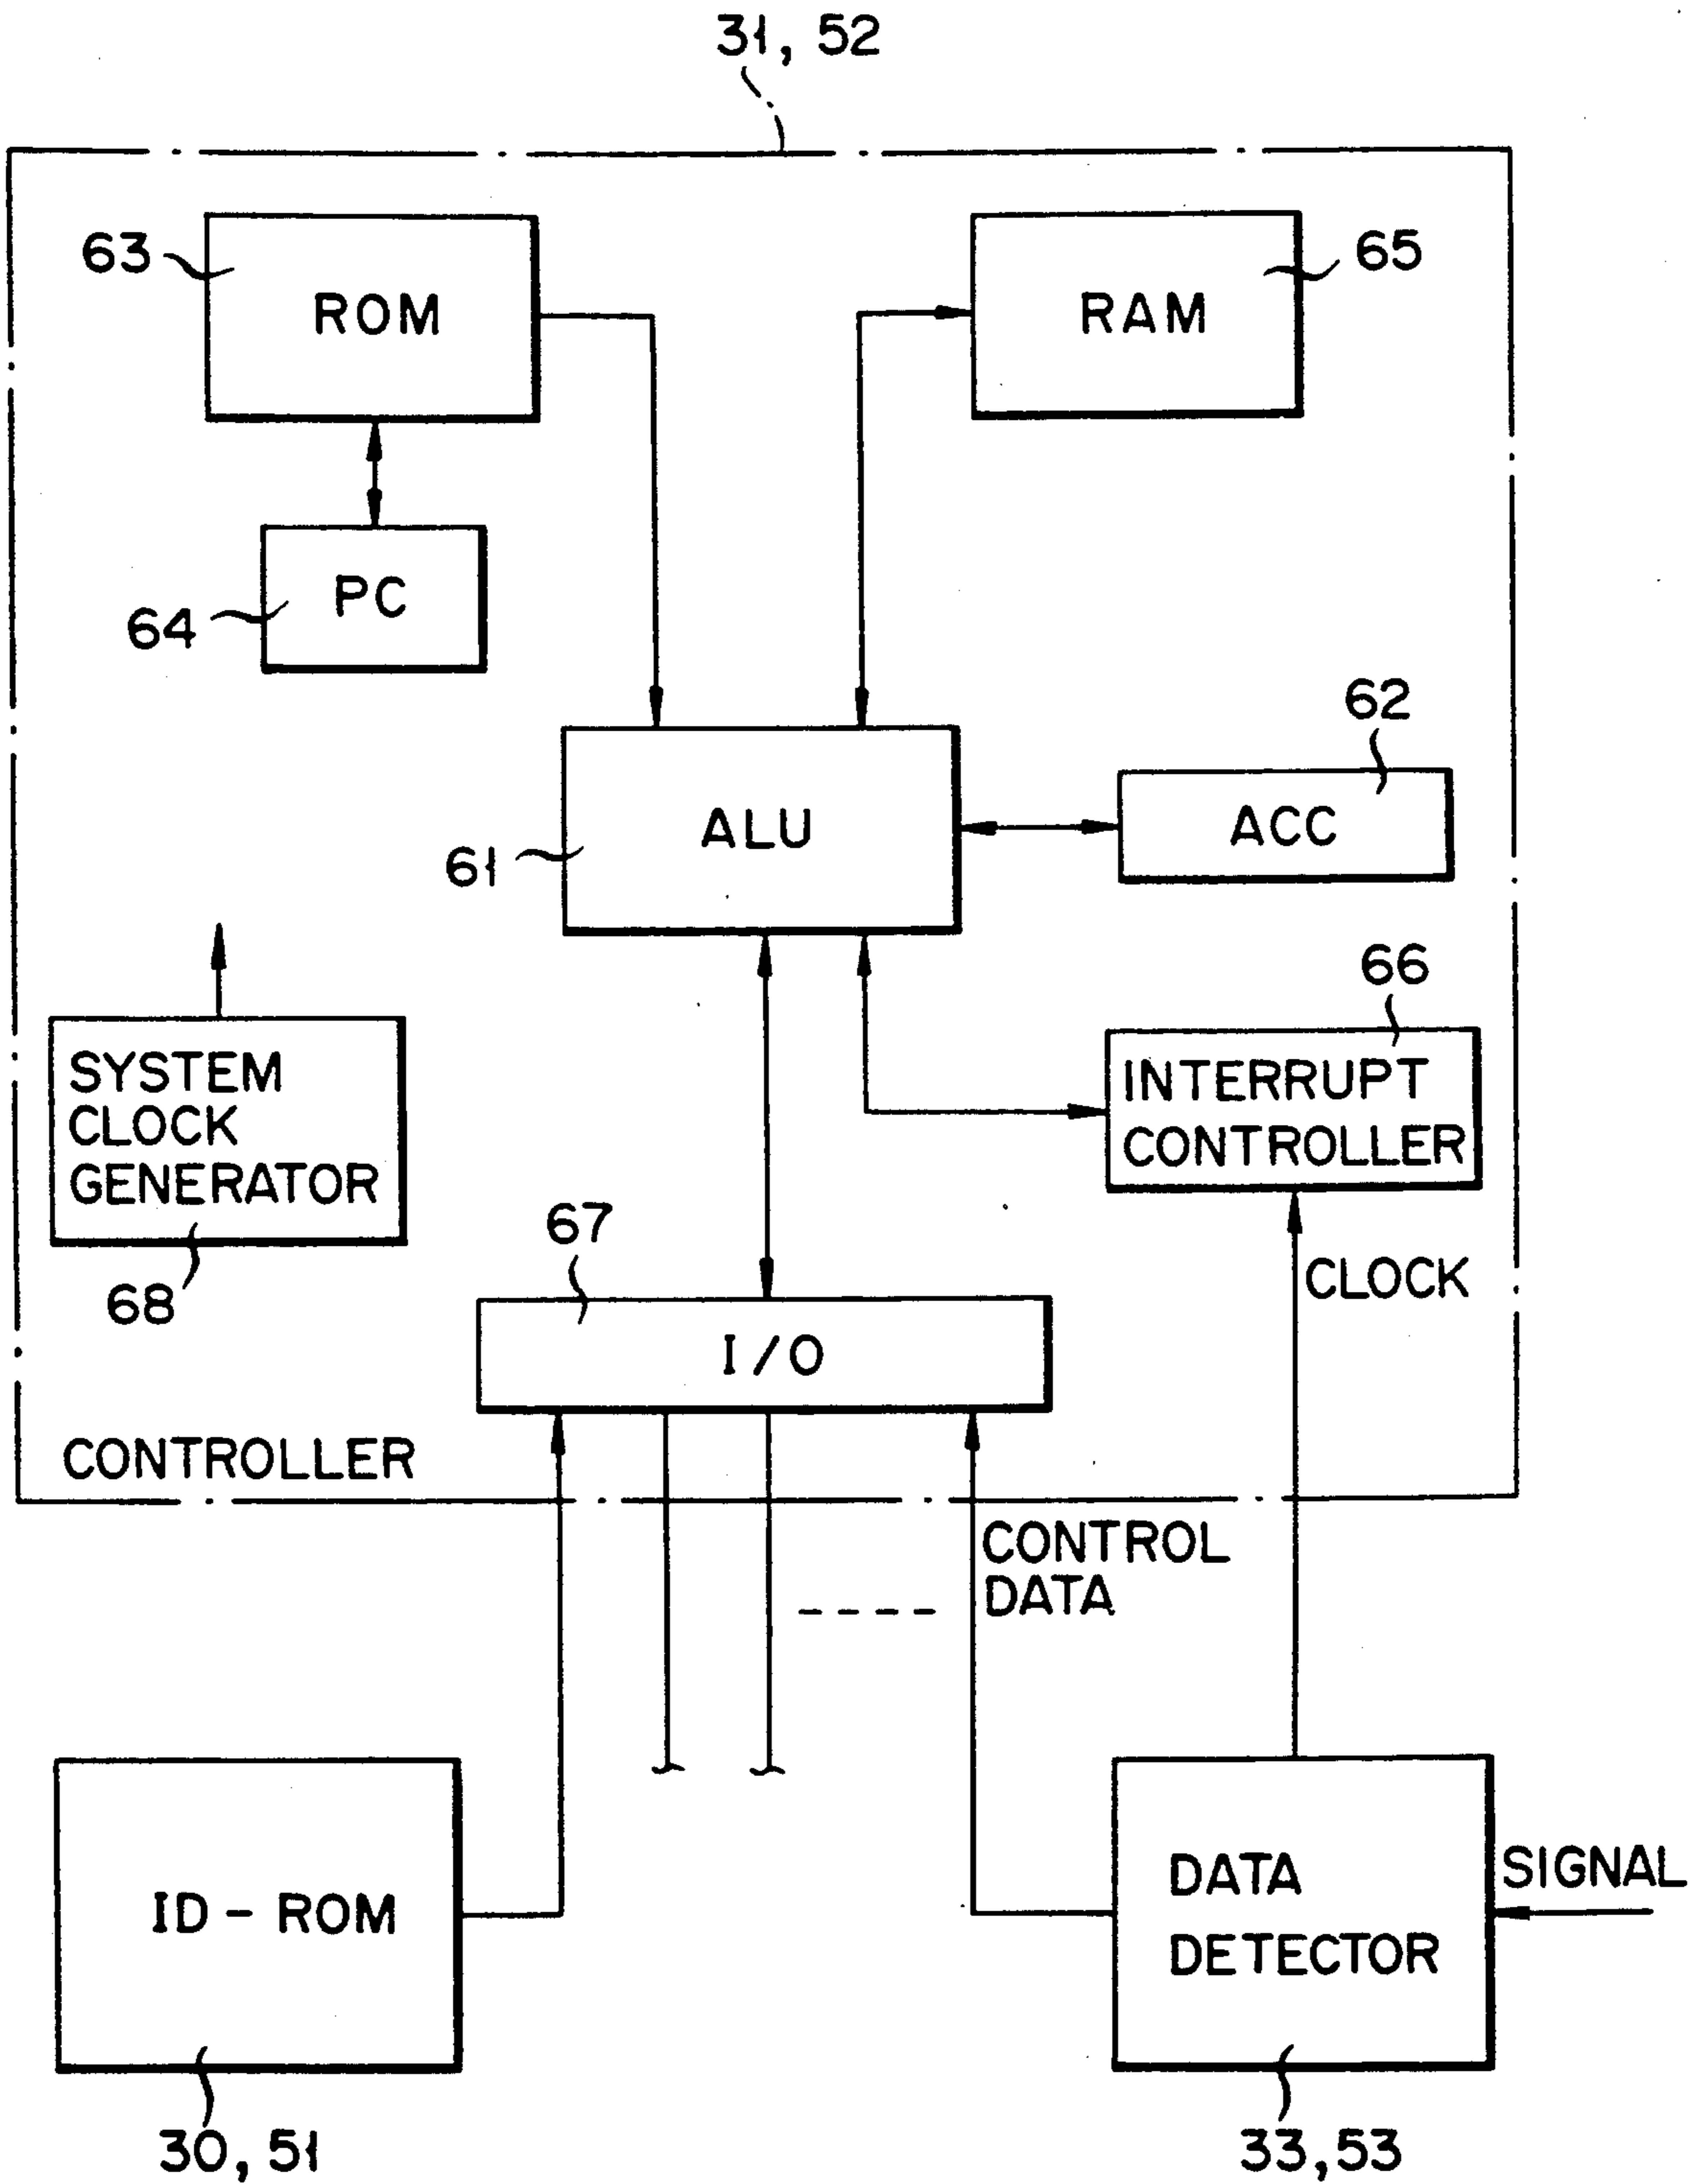 31, 52
63
ROM
65
RAM
64
PC
62
61
ALU
ACC
66
SYSTEM
CLOCK
GENERATOR
INTERRUPT
CONTROLLER
68
67
CLOCK
I/O
CONTROLLER
CONTROL
DATA
ID-ROM
DATA
DETECTOR
SIGNAL
30, 51
33, 53